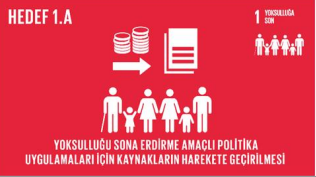 HEDEF 1.A
1 YOKSULLUĞA
SON
YOKSULLUĞU SONA ERDİRME AMAÇLI POLİTİKA
UYGULAMALARI İÇİN KAYNAKLARIN HAREKETE GEÇİRİLMESİ